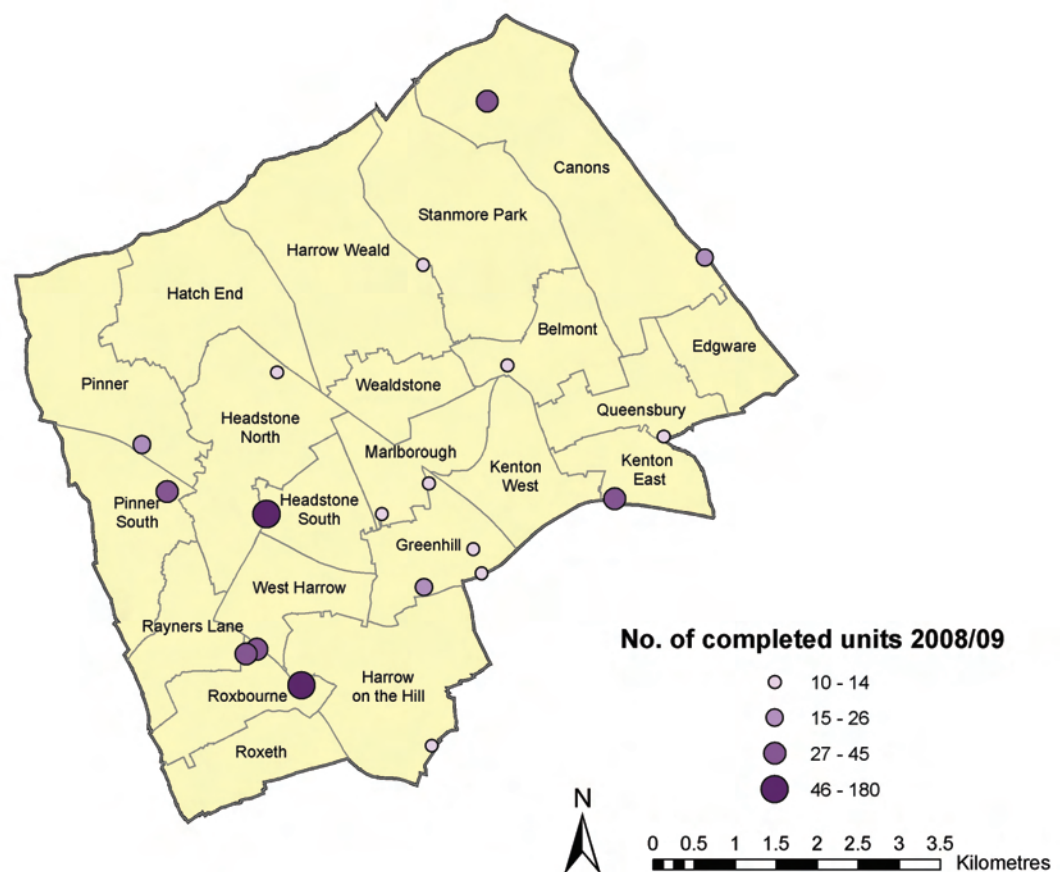 Canons
Stanmore Park
Harrow Weald
Hatch End
Belmont
Edgware
Pinner
Wealdstone
Queensbury
Headstone
North
Marlborough
Kenton
West
Kenton
East
Pinner
South
Headstone
South
Greenhill
West Harrow
Rayners Lane
Harrow
on the Hill
Roxbourne
Roxeth
No. of completed units 2008/09
10 - 14
15 - 26
27 - 45
46 - 180
N
0 0.5 1 1.5 2 2.5 3 3.5
Kilometres